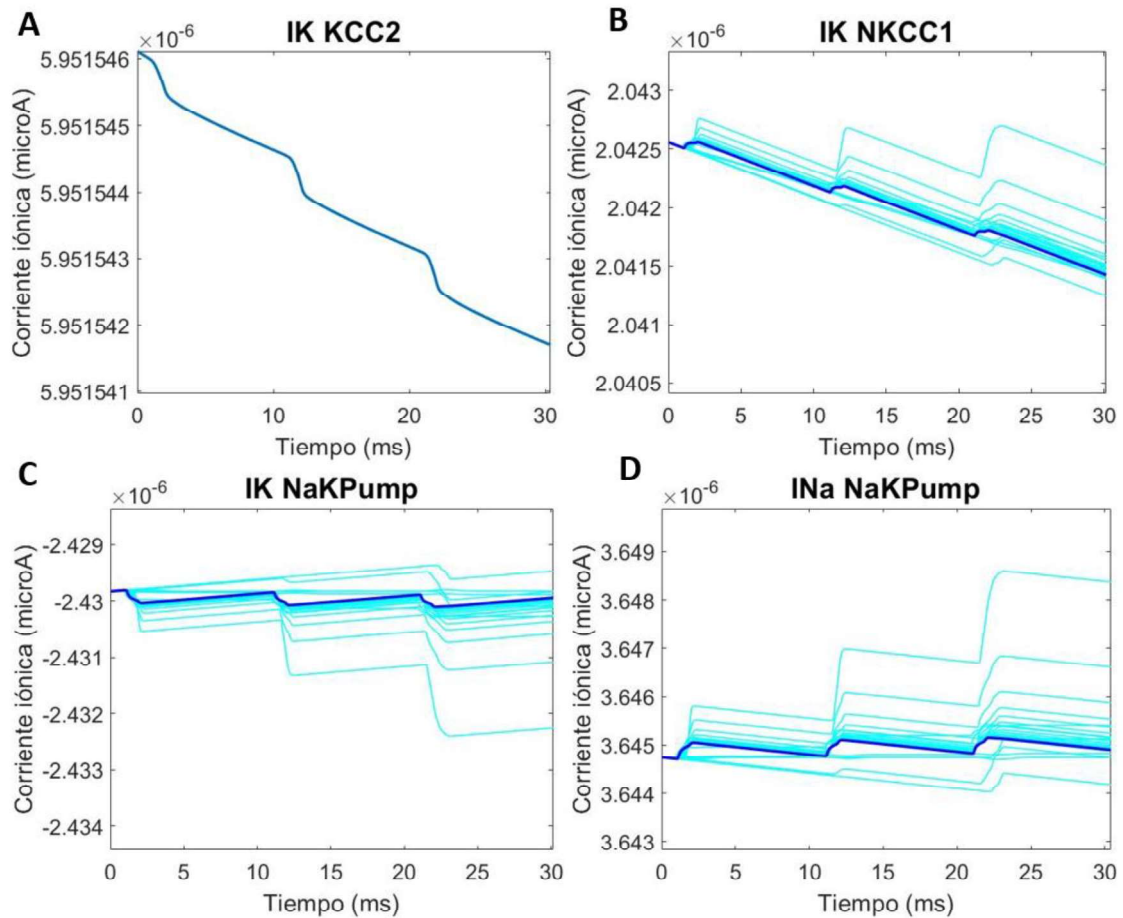 A
×10⁻⁶
IK KCC2
5.951546
5.951545
5.951544
5.951543
5.951542
5.951541
Corriente iónica (microA)
0 10 20 30
Tiempo (ms)
B
×10⁻⁶
IK NKCC1
2.043
2.0425
2.042
2.0415
2.041
2.0405
Corriente iónica (microA)
0 5 10 15 20 25 30
Tiempo (ms)
C
×10⁻⁶
IK NaKPump
-2.429
-2.43
-2.431
-2.432
-2.433
-2.434
Corriente iónica (microA)
0 5 10 15 20 25 30
Tiempo (ms)
D
×10⁻⁶
INa NaKPump
3.649
3.648
3.647
3.646
3.645
3.644
3.643
Corriente iónica (microA)
0 5 10 15 20 25 30
Tiempo (ms)